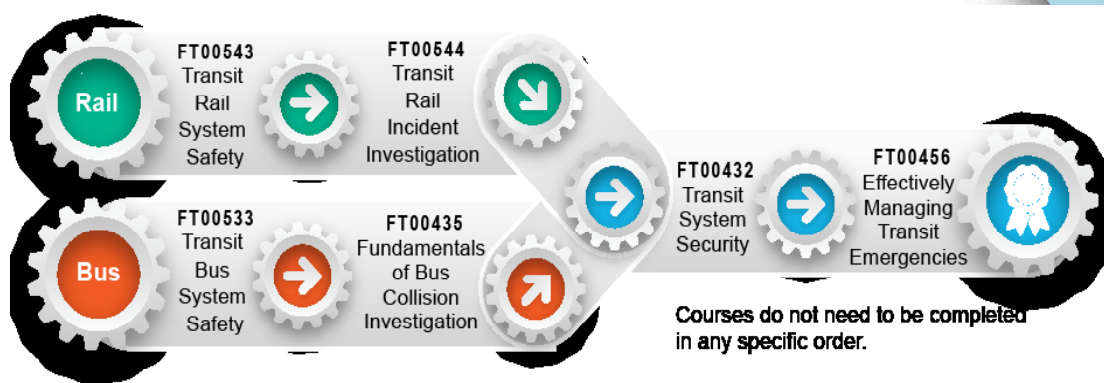 Rail
FT00543
Transit
Rail
System
Safety
FT00544
Transit
Rail
Incident
Investigation
Bus
FT00533
Transit
Bus
System
Safety
FT00435
Fundamentals
of Bus
Collision
Investigation
FT00432
Transit
System
Security
FT00456
Effectively
Managing
Transit
Emergencies
Courses do not need to be completed
in any specific order.